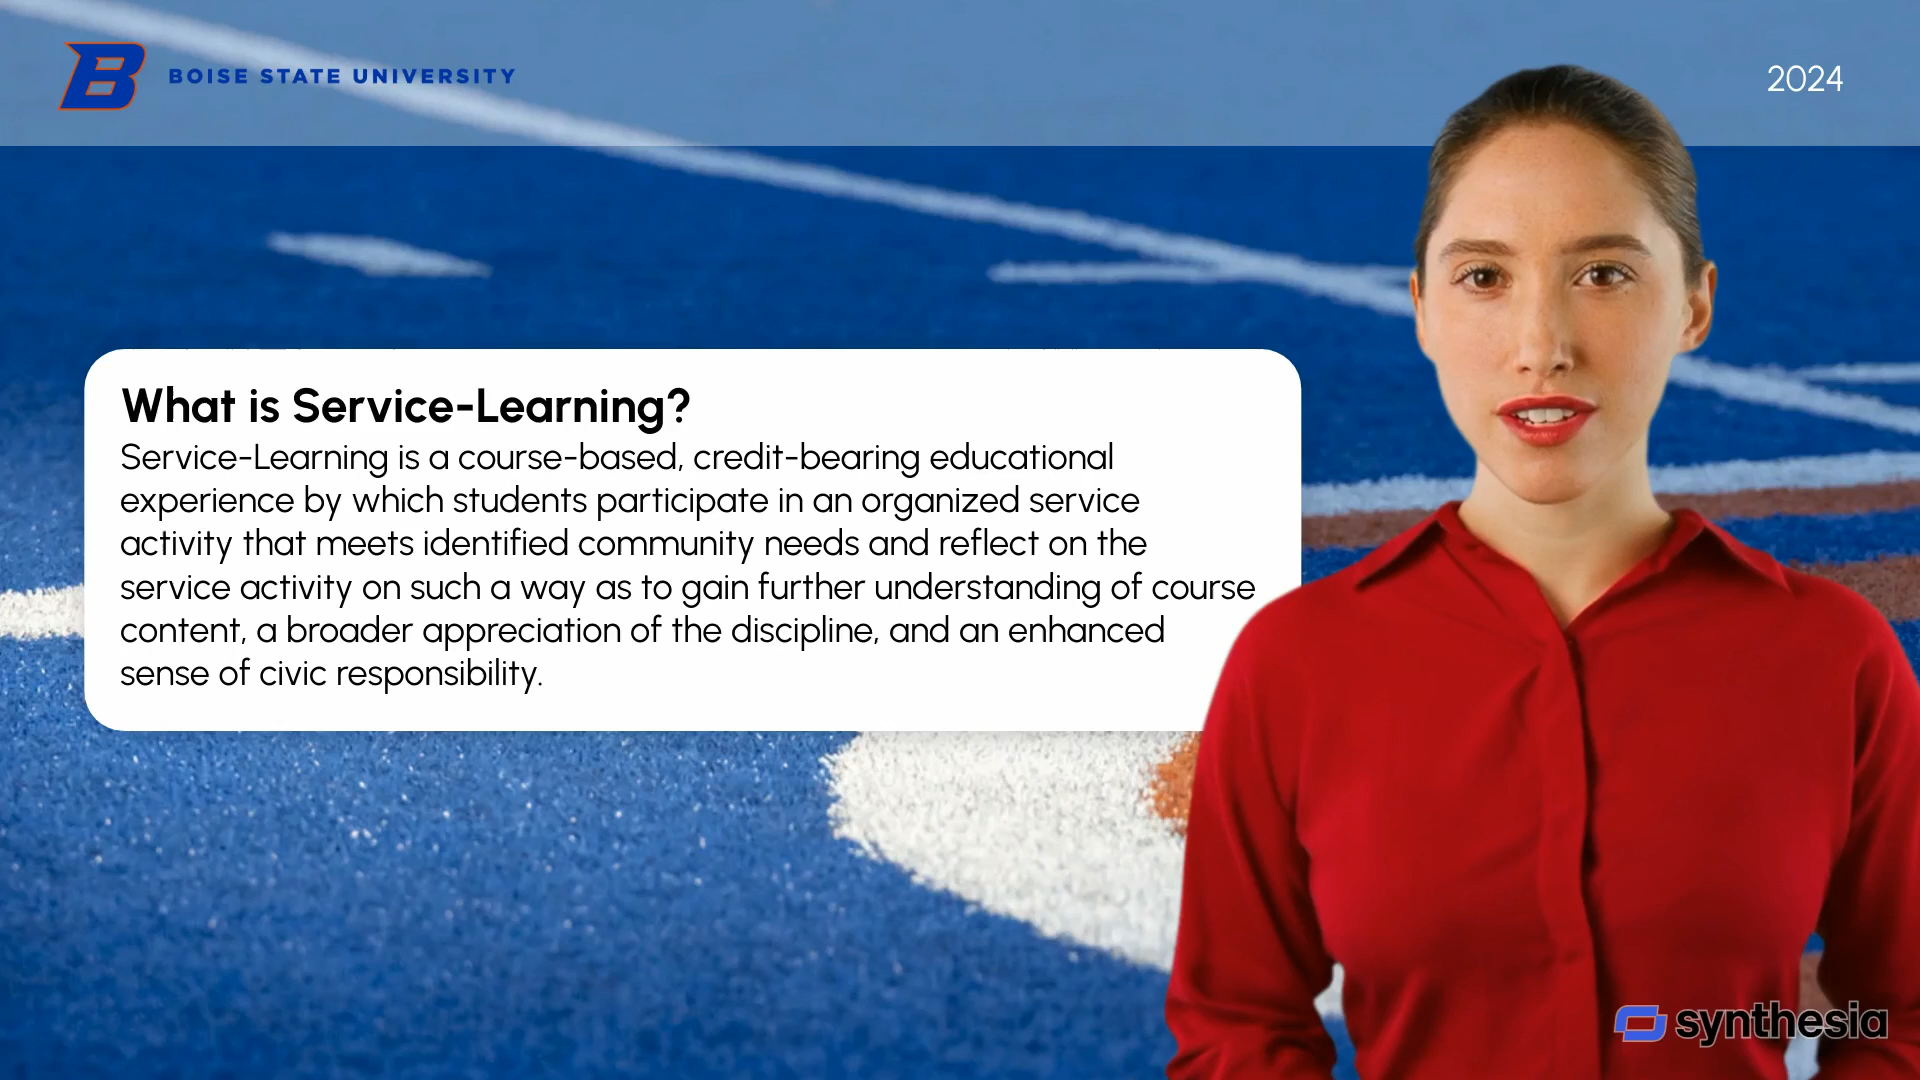 BOISE STATE UNIVERSITY
2024
What is Service-Learning?
Service-Learning is a course-based, credit-bearing educational
experience by which students participate in an organized service
activity that meets identified community needs and reflect on the
service activity on such a way as to gain further understanding of course
content, a broader appreciation of the discipline, and an enhanced
sense of civic responsibility.
synthesia